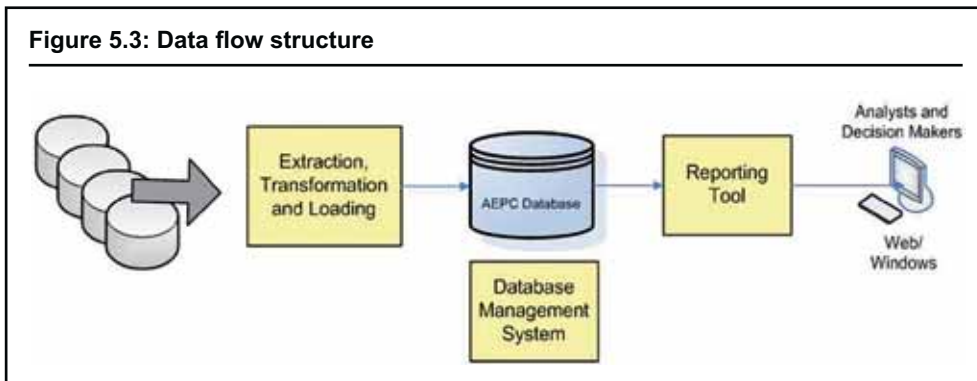 Figure 5.3: Data flow structure
Extraction,
Transformation
and Loading
AEPC Database
Database
Management
System
Reporting
Tool
Analysts and
Decision Makers
Web/
Windows